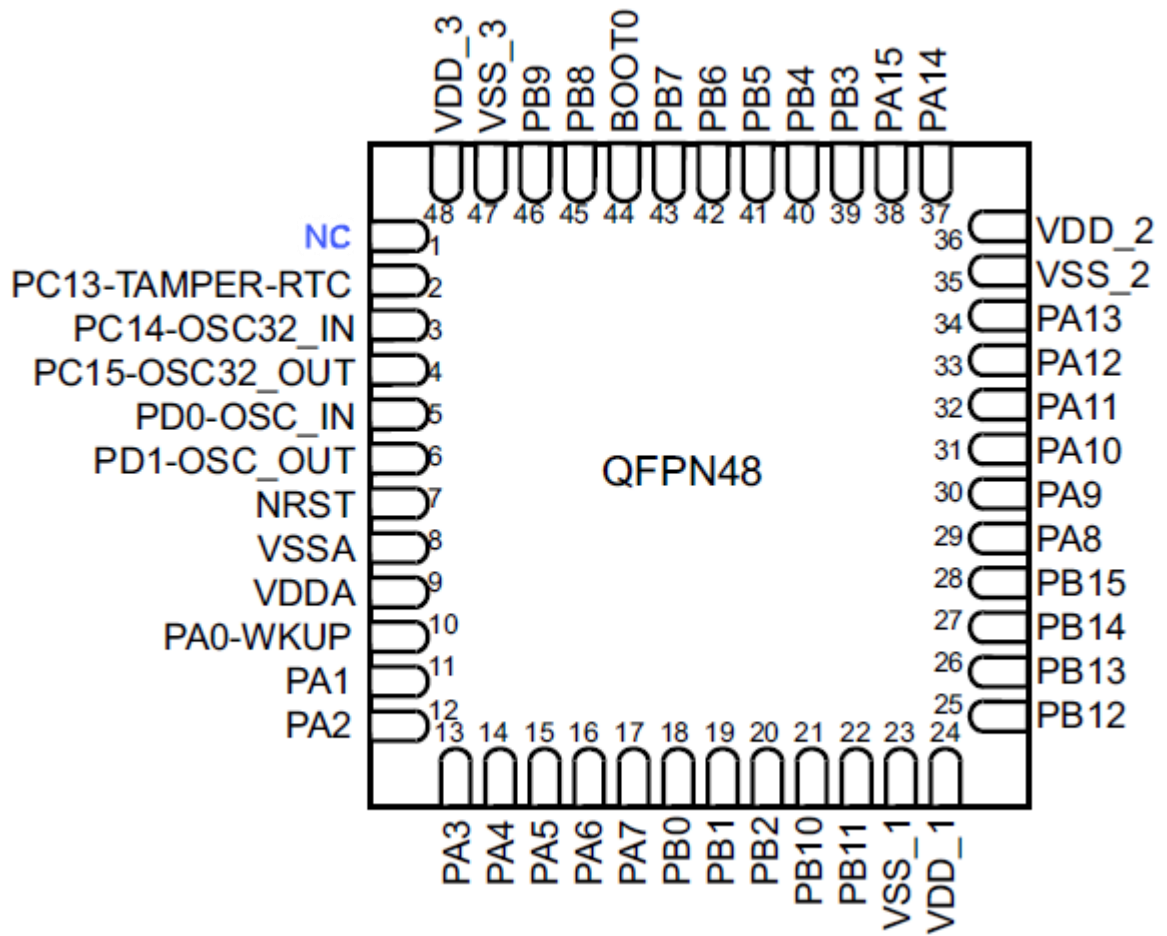 VDD_3
VSS_3
PB9
PB8
BOOT0
PB7
PB6
PB5
PB4
PB3
PA15
PA14
48 47 46 45 44 43 42 41 40 39 38 37
NC 1
PC13-TAMPER-RTC 2
PC14-OSC32_IN 3
PC15-OSC32_OUT 4
PD0-OSC_IN 5
PD1-OSC_OUT 6
NRST 7
VSSA 8
VDDA 9
PA0-WKUP 10
PA1 11
PA2 12
QFPN48
36 VDD_2
35 VSS_2
34 PA13
33 PA12
32 PA11
31 PA10
30 PA9
29 PA8
28 PB15
27 PB14
26 PB13
25 PB12
13 14 15 16 17 18 19 20 21 22 23 24
PA3
PA4
PA5
PA6
PA7
PB0
PB1
PB2
PB10
PB11
VSS_1
VDD_1